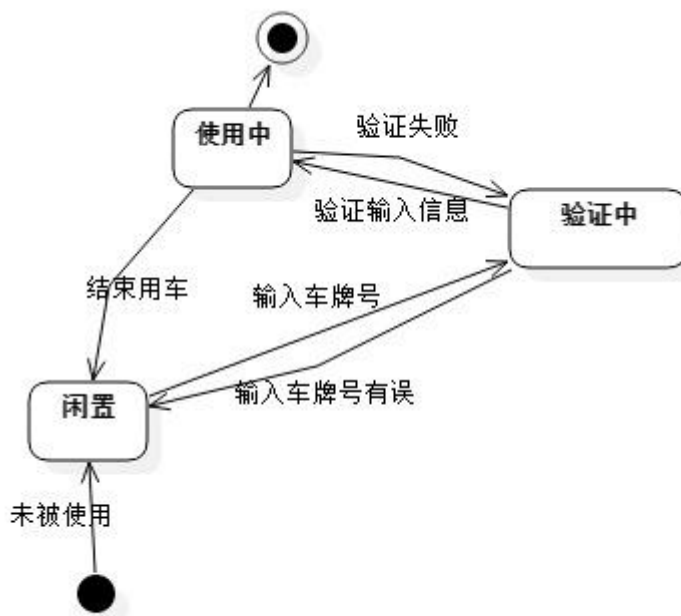 使用中
验证失败
验证中
验证输入信息
结束用车
输入车牌号
闲置
输入车牌号有误
未被使用